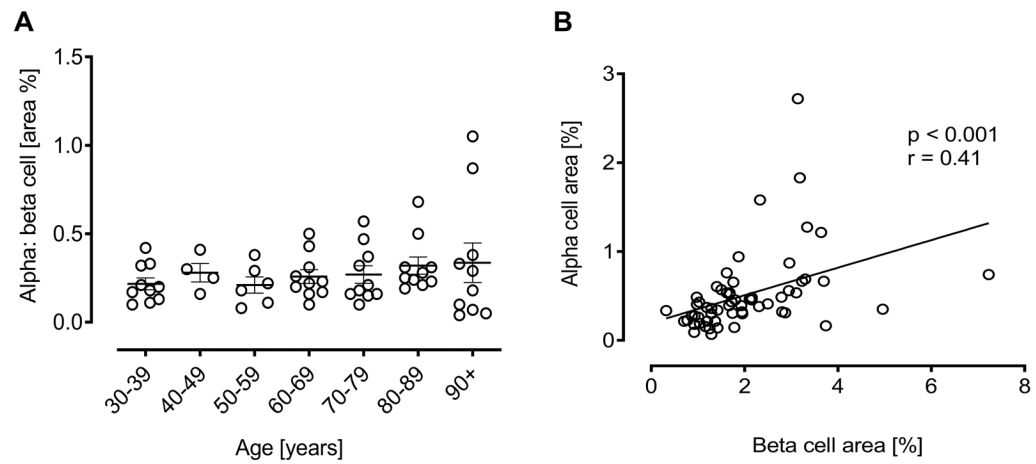 A
Alpha: beta cell [area %]
1.5
1.0
0.5
0.0
30-39
40-49
50-59
60-69
70-79
80-89
90+
Age [years]
B
Alpha cell area [%]
3
2
1
0
p < 0.001
r = 0.41
0
2
4
6
8
Beta cell area [%]